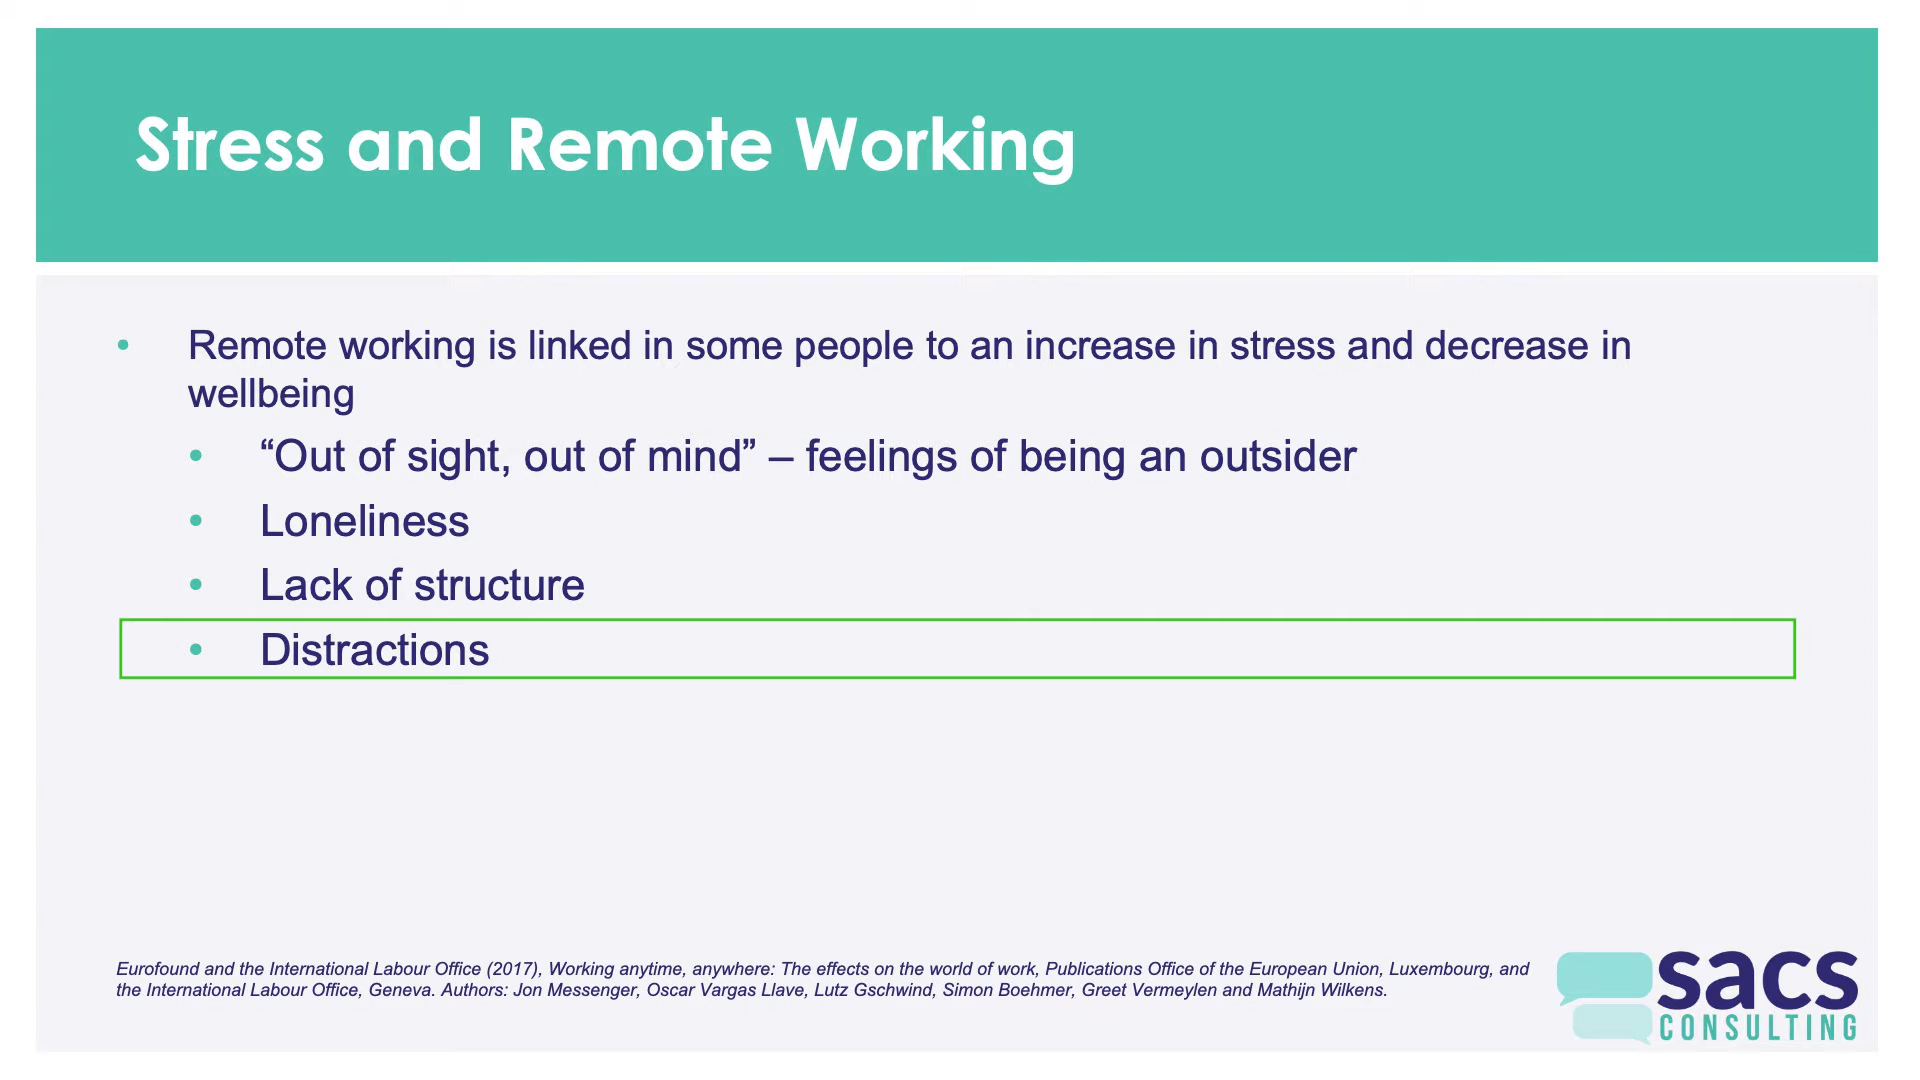 Stress and Remote Working
• Remote working is linked in some people to an increase in stress and decrease in
wellbeing
• “Out of sight, out of mind” – feelings of being an outsider
• Loneliness
• Lack of structure
• Distractions
Eurofound and the International Labour Office (2017), Working anytime, anywhere: The effects on the world of work, Publications Office of the European Union, Luxembourg, and
the International Labour Office, Geneva. Authors: Jon Messenger, Oscar Vargas Llave, Lutz Gschwind, Simon Boehmer, Greet Vermeylen and Mathijn Wilkens.
sacs
CONSULTING